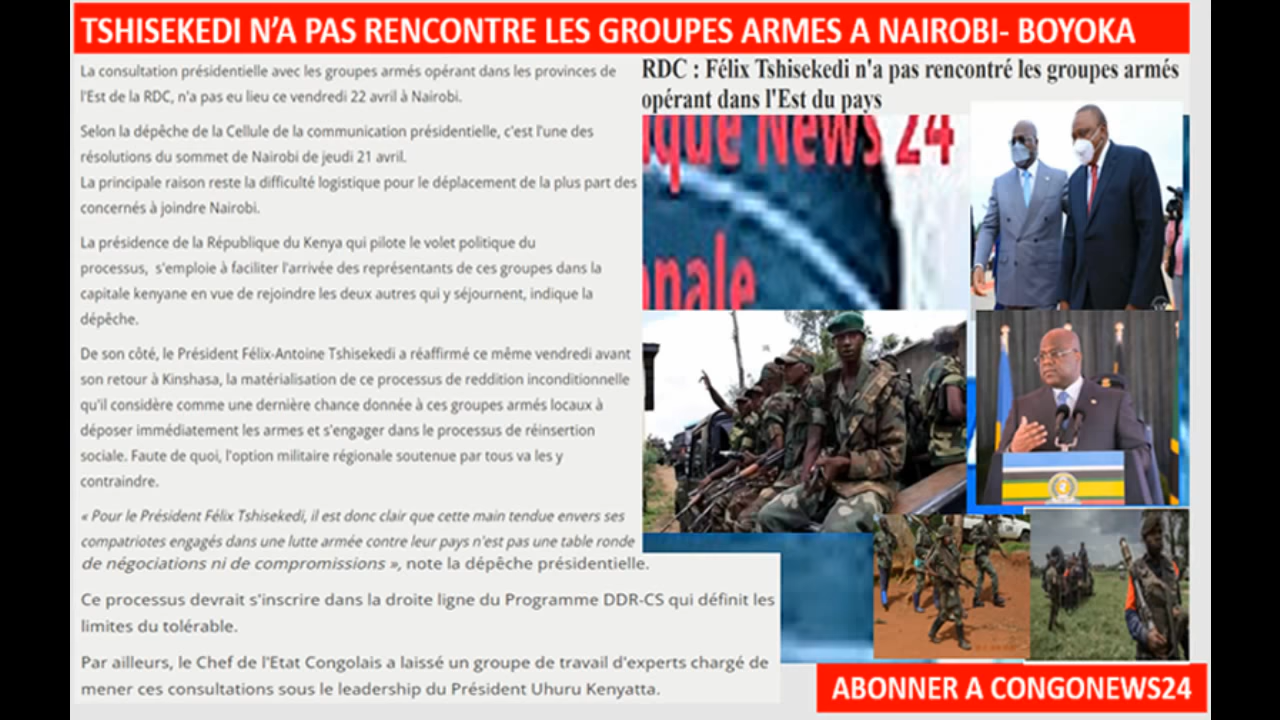 TSHISEKEDI N'A PAS RENCONTRE LES GROUPES ARMES A NAIROBI- BOYOKA
La consultation présidentielle avec les groupes armés opérant dans les provinces de
l'Est de la RDC, n'a pas eu lieu ce vendredi 22 avril à Nairobi.
Selon la dépêche de la Cellule de la communication présidentielle, c'est l'une des
résolutions du sommet de Nairobi de jeudi 21 avril.
La principale raison reste la difficulté logistique pour le déplacement de la plus part des
concernés à joindre Nairobi.
La présidence de la République du Kenya qui pilote le volet politique du
processus, s'emploie à faciliter l'arrivée des représentants de ces groupes dans la
capitale kenyane en vue de rejoindre les deux autres qui y séjournent, indique la
dépêche.
De son côté, le Président Félix-Antoine Tshisekedi a réaffirmé ce même vendredi avant
son retour à Kinshasa, la matérialisation de ce processus de reddition inconditionnelle
qu'il considère comme une dernière chance donnée à ces groupes armés locaux à
déposer immédiatement les armes et s'engager dans le processus de réinsertion
sociale. Faute de quoi, l'option militaire régionale soutenue par tous va les y
contraindre.
« Pour le Président Félix Tshisekedi, il est donc clair que cette main tendue envers ses
compatriotes engagés dans une lutte armée contre leur pays n'est pas une table ronde
de négociations ni de compromissions », note la dépêche présidentielle.
Ce processus devrait s'inscrire dans la droite ligne du Programme DDR-CS qui définit les
limites du tolérable.
Par ailleurs, le Chef de l'Etat Congolais a laissé un groupe de travail d'experts chargé de
mener ces consultations sous le leadership du Président Uhuru Kenyatta.
RDC : Félix Tshisekedi n'a pas rencontré les groupes armés
opérant dans l'Est du pays
ique News 24
nale
ABONNER A CONGONEWS24